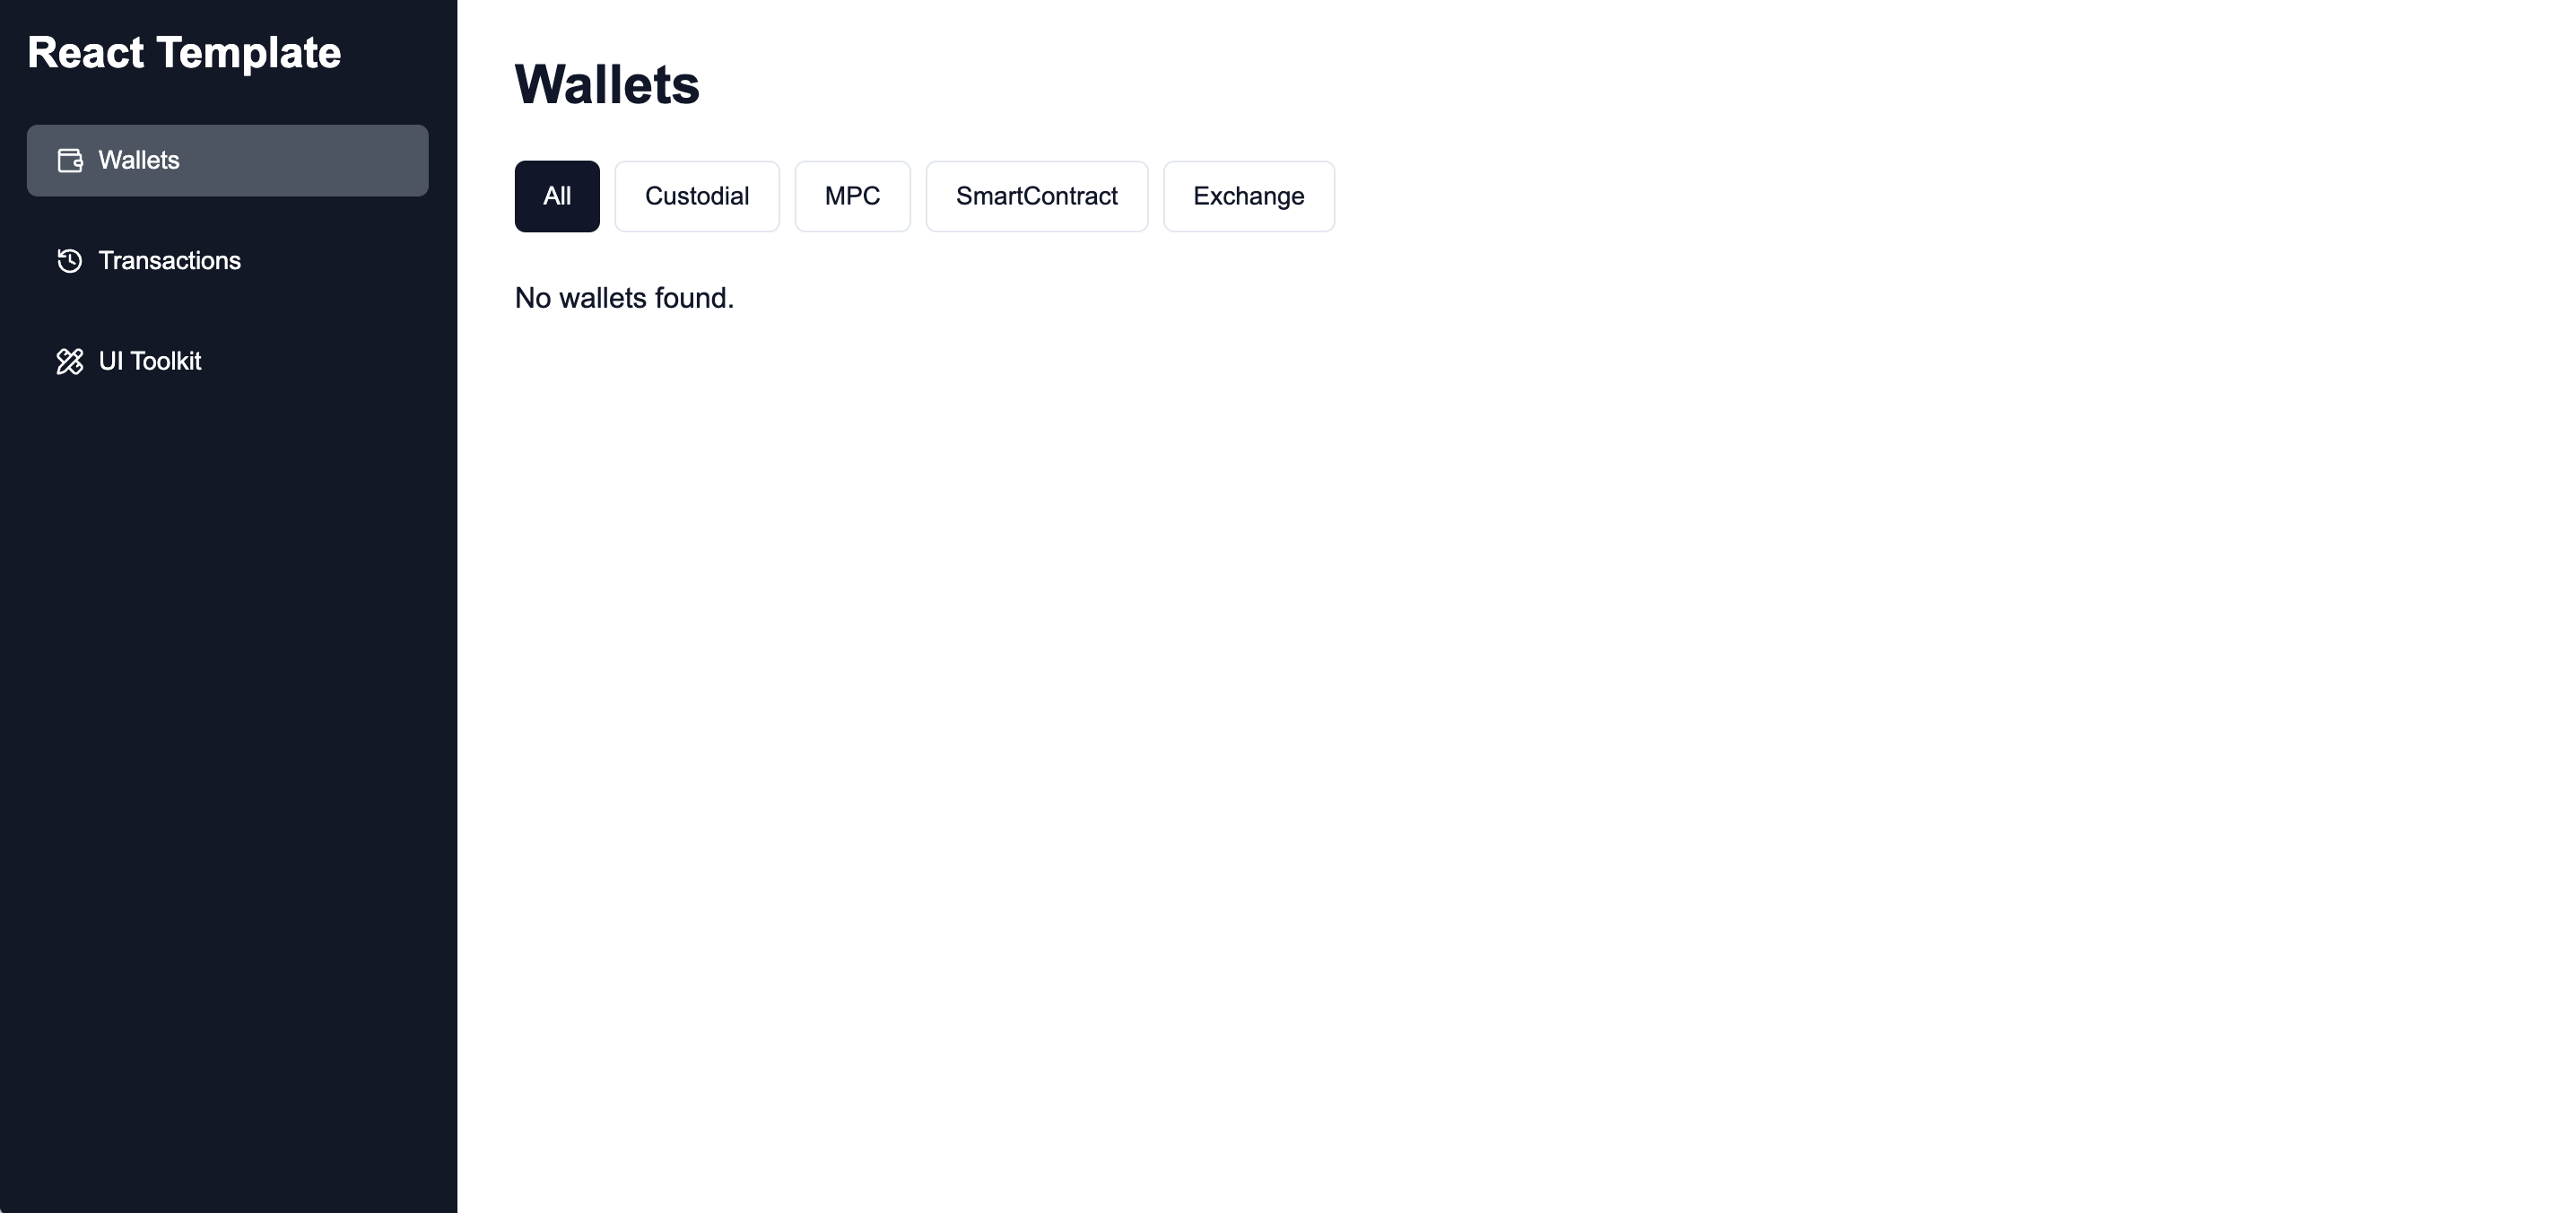 React Template
Wallets
Transactions
UI Toolkit
Wallets
All Custodial MPC SmartContract Exchange
No wallets found.